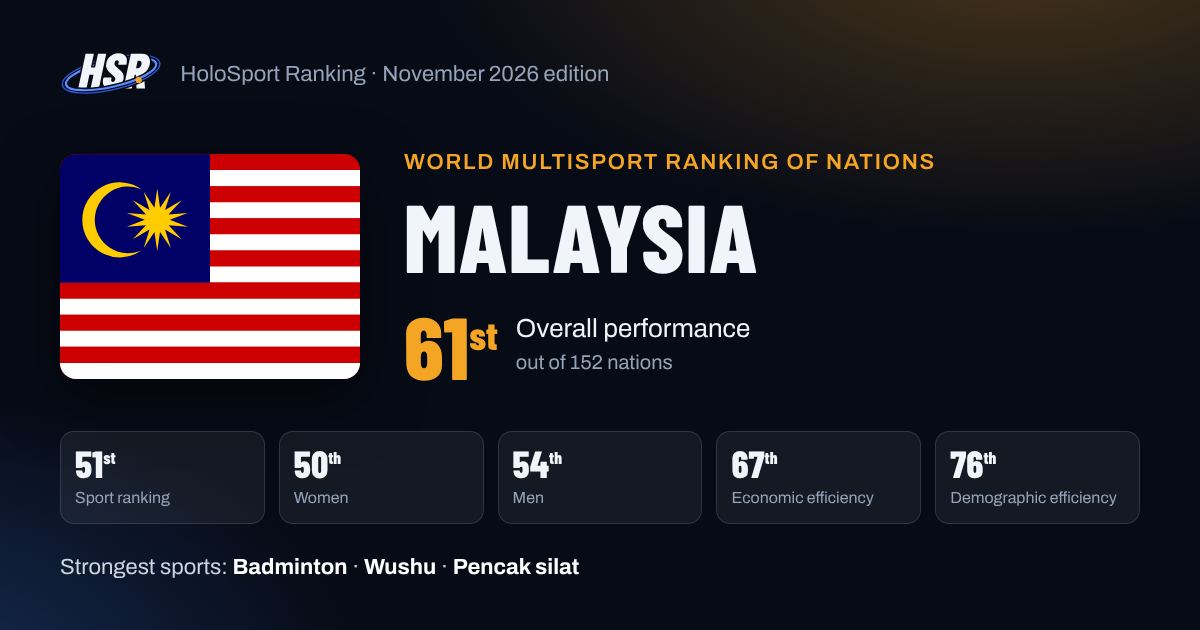 HSR HoloSport Ranking · November 2026 edition
WORLD MULTISPORT RANKING OF NATIONS
MALAYSIA
61st Overall performance
out of 152 nations
51st
Sport ranking
50th
Women
54th
Men
67th
Economic efficiency
76th
Demographic efficiency
Strongest sports: Badminton · Wushu · Pencak silat